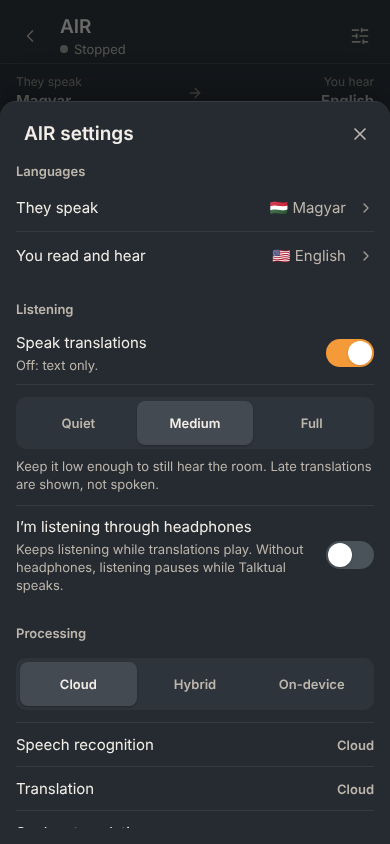 AIR
Stopped
They speak
You hear
Magyar
English
AIR settings
Languages
They speak
Magyar
You read and hear
English
Listening
Speak translations
Off: text only.
Quiet
Medium
Full
Keep it low enough to still hear the room. Late translations
are shown, not spoken.
I’m listening through headphones
Keeps listening while translations play. Without
headphones, listening pauses while Talktual
speaks.
Processing
Cloud
Hybrid
On-device
Speech recognition
Cloud
Translation
Cloud